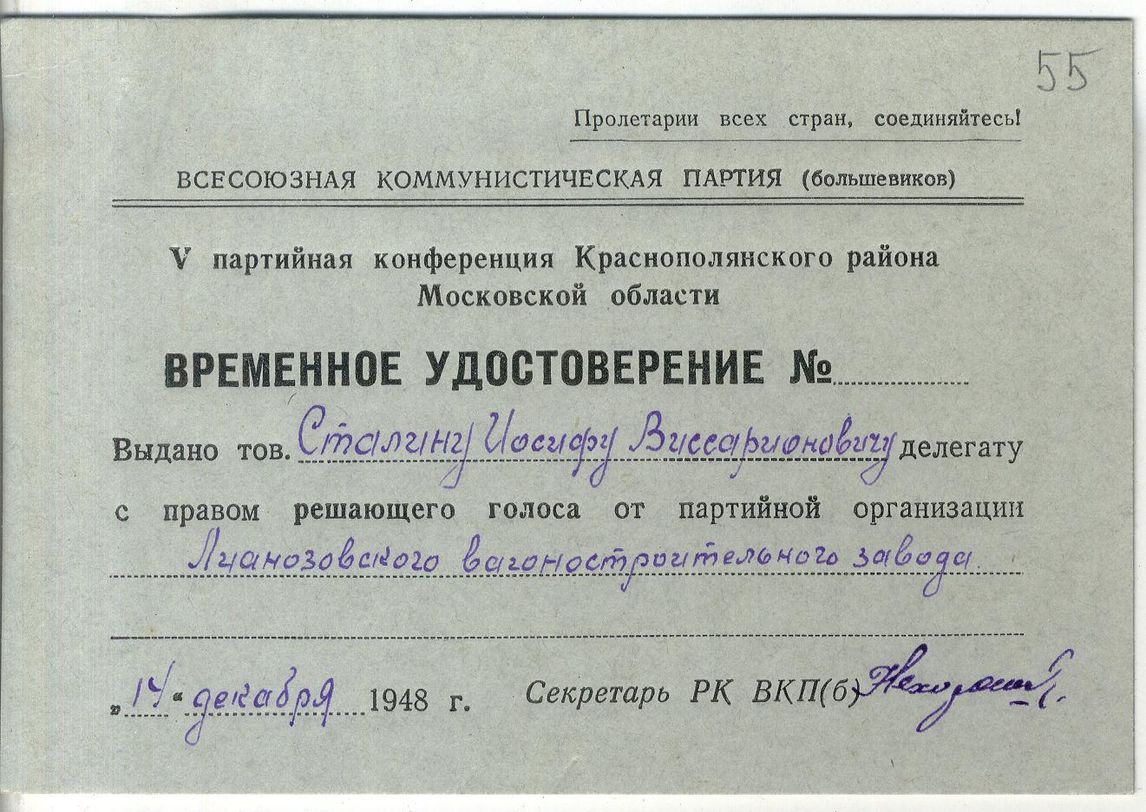 55
Пролетарии всех стран, соединяйтесь!
ВСЕСОЮЗНАЯ КОММУНИСТИЧЕСКАЯ ПАРТИЯ (большевиков)
V партийная конференция Краснополянского района
Московской области
ВРЕМЕННОЕ УДОСТОВЕРЕНИЕ №
Выдано тов. Сталину Иосифу Виссарионовичу делегату
с правом решающего голоса от партийной организации
Лианозовского вагоностроительного завода
„14“ декабря 1948 г. Секретарь РК ВКП(б)